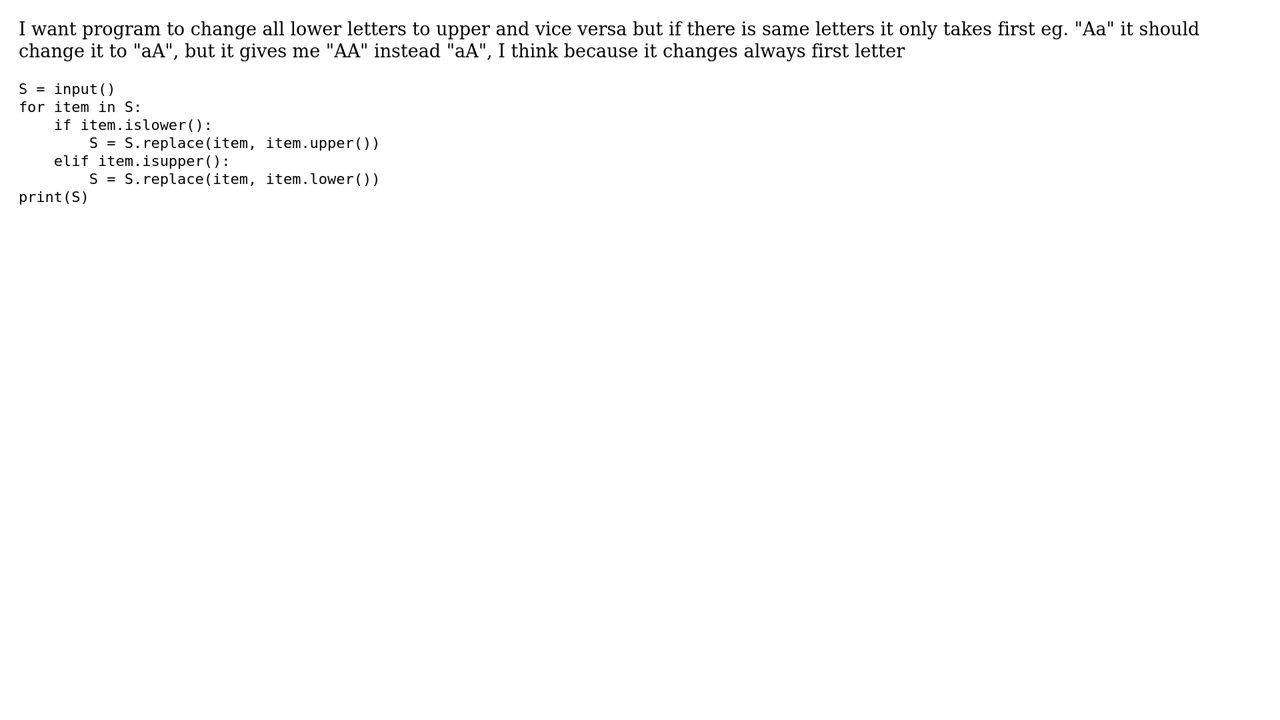 I want program to change all lower letters to upper and vice versa but if there is same letters it only takes first eg. "Aa" it should
change it to "aA", but it gives me "AA" instead "aA", I think because it changes always first letter
S = input()
for item in S:
    if item.islower():
        S = S.replace(item, item.upper())
    elif item.isupper():
        S = S.replace(item, item.lower())
print(S)